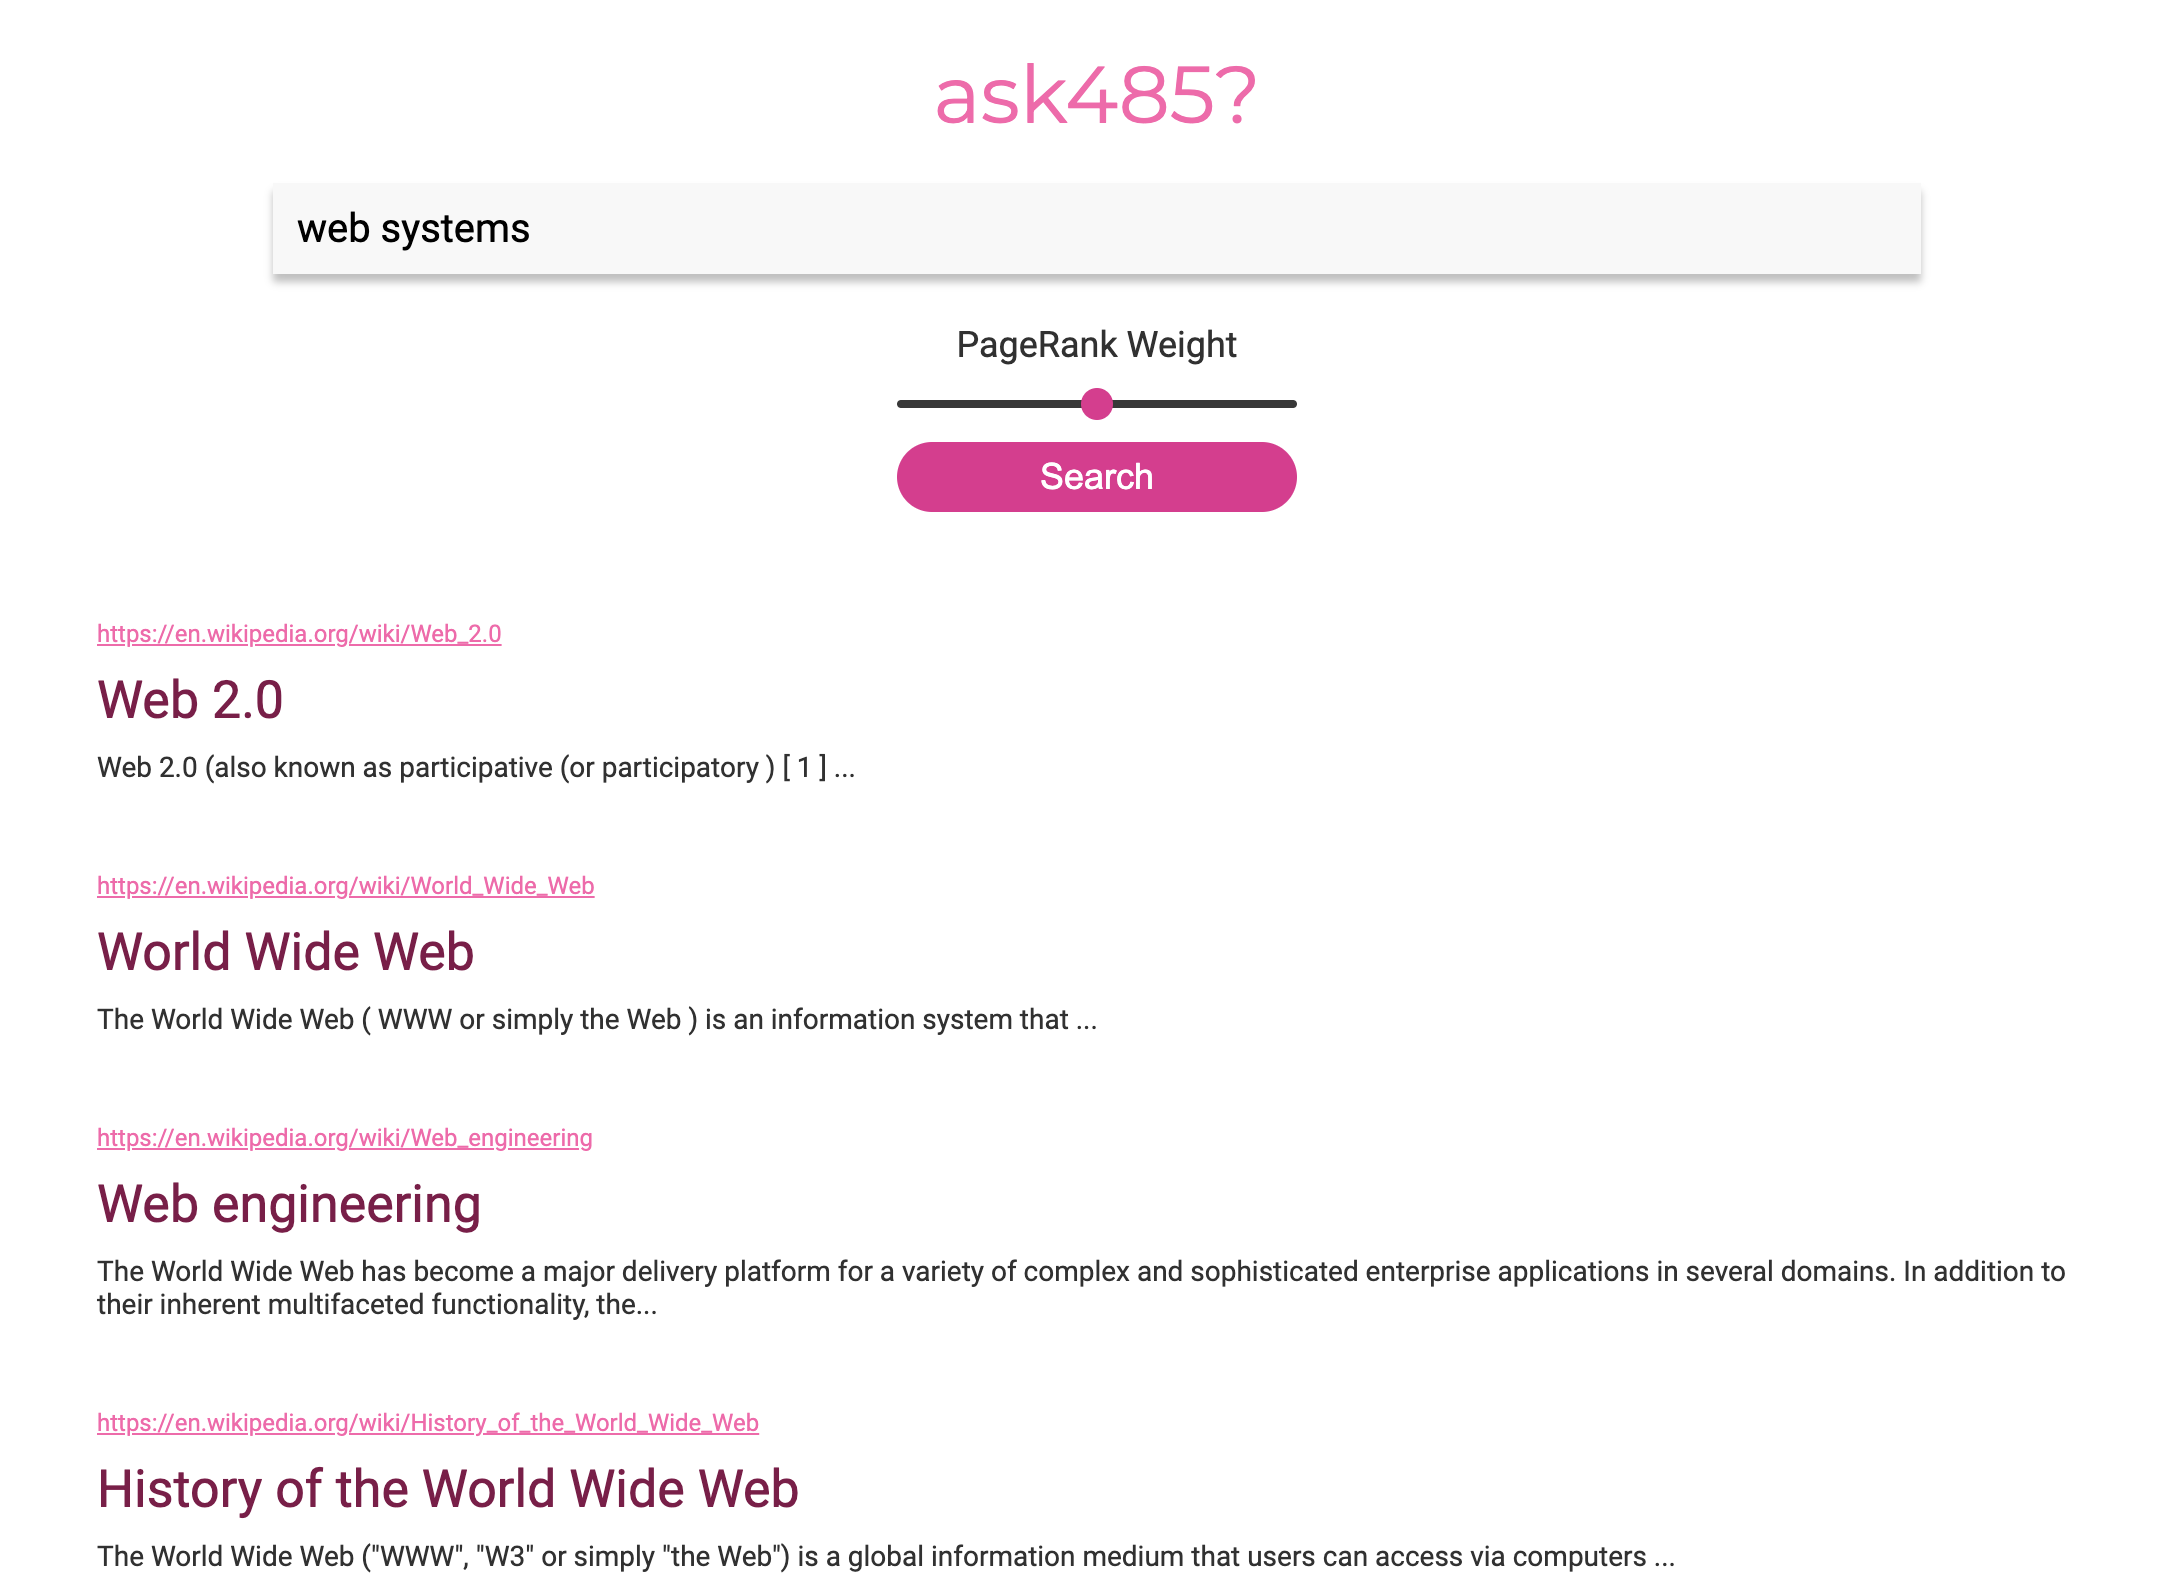 ask485?
web systems
PageRank Weight
Search
https://en.wikipedia.org/wiki/Web_2.0
Web 2.0
Web 2.0 (also known as participative (or participatory ) [ 1 ] ...
https://en.wikipedia.org/wiki/World_Wide_Web
World Wide Web
The World Wide Web ( WWW or simply the Web ) is an information system that ...
https://en.wikipedia.org/wiki/Web_engineering
Web engineering
The World Wide Web has become a major delivery platform for a variety of complex and sophisticated enterprise applications in several domains. In addition to
their inherent multifaceted functionality, the...
https://en.wikipedia.org/wiki/History_of_the_World_Wide_Web
History of the World Wide Web
The World Wide Web ("WWW", "W3" or simply "the Web") is a global information medium that users can access via computers ...